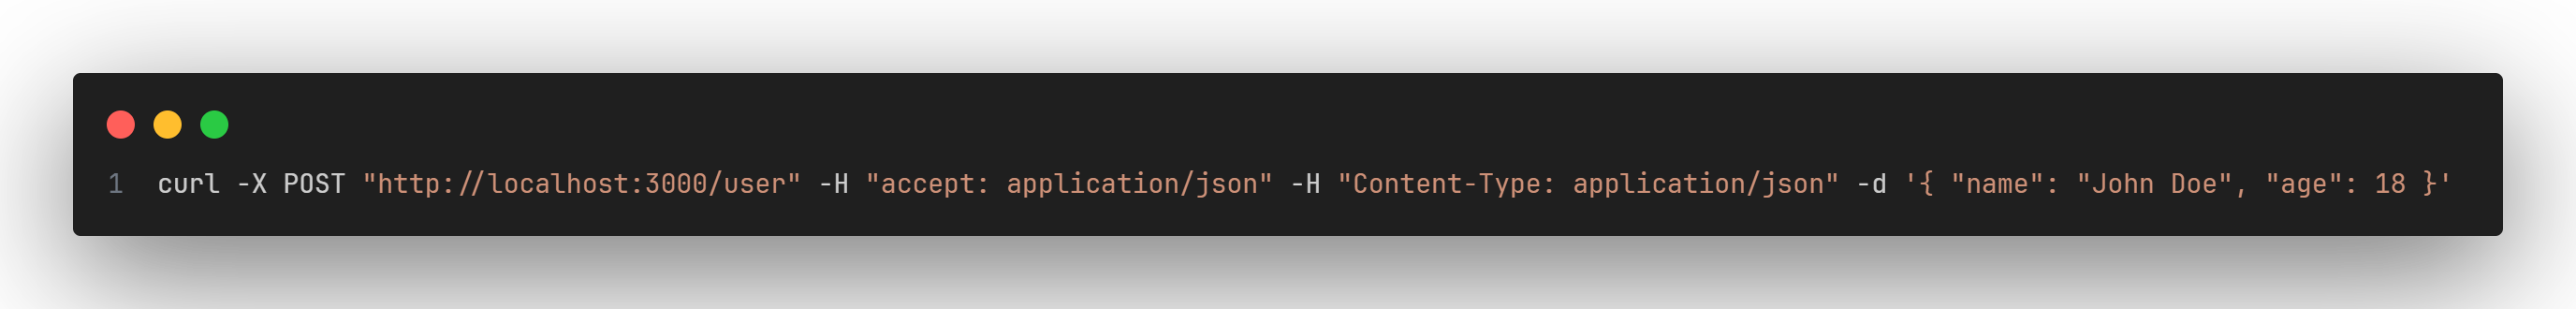 1 curl -X POST "http://localhost:3000/user" -H "accept: application/json" -H "Content-Type: application/json" -d '{ "name": "John Doe", "age": 18 }'